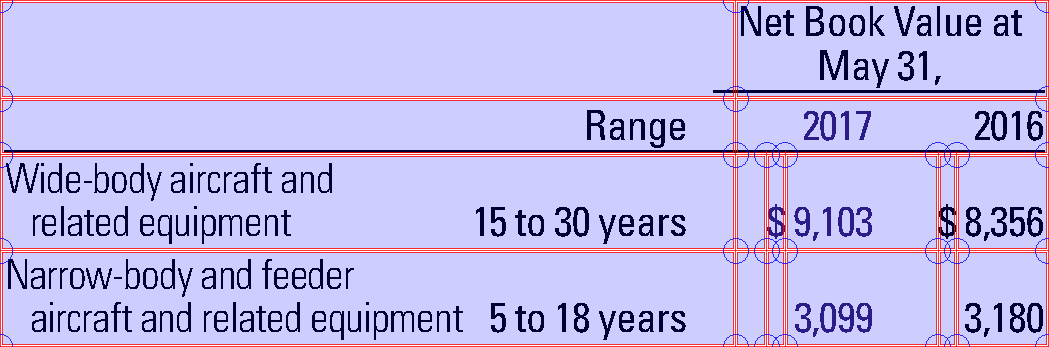 Net Book Value at
May 31,
Range 2017 2016
Wide-body aircraft and
related equipment 15 to 30 years $ 9,103 $ 8,356
Narrow-body and feeder
aircraft and related equipment 5 to 18 years 3,099 3,180